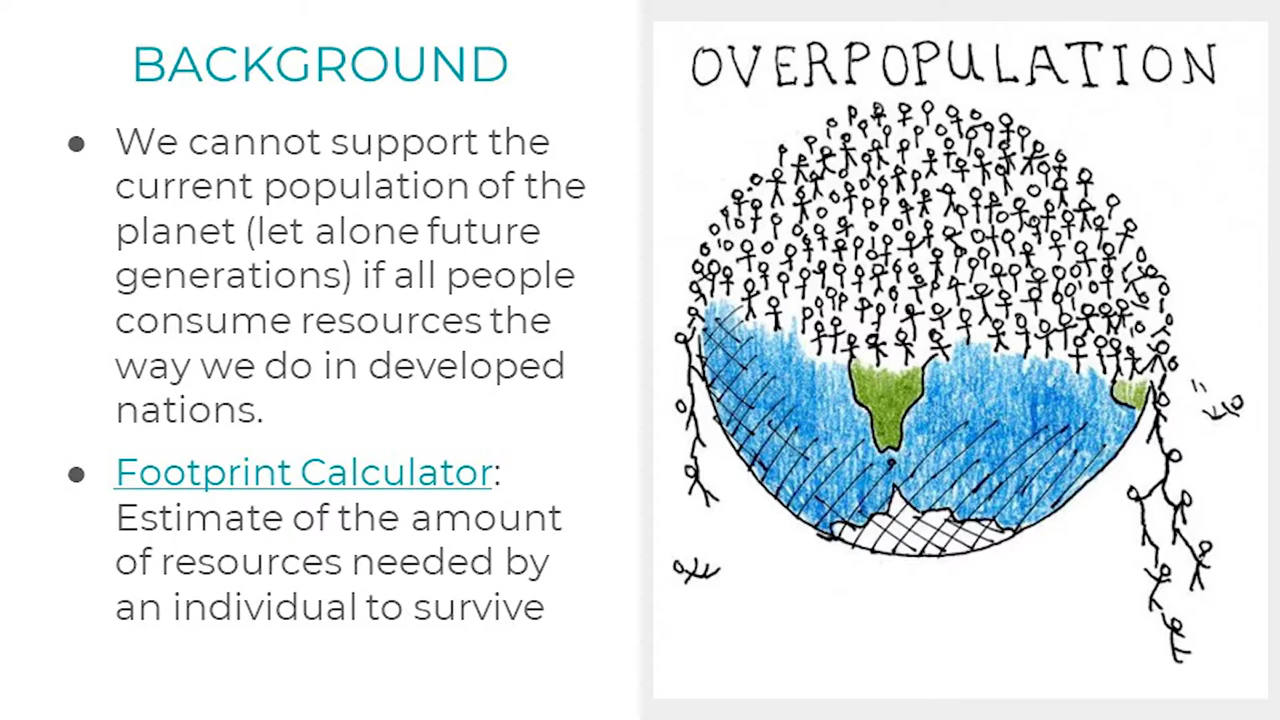 BACKGROUND
● We cannot support the
current population of the
planet (let alone future
generations) if all people
consume resources the
way we do in developed
nations.
● Footprint Calculator:
Estimate of the amount
of resources needed by
an individual to survive
OVERPOPULATION